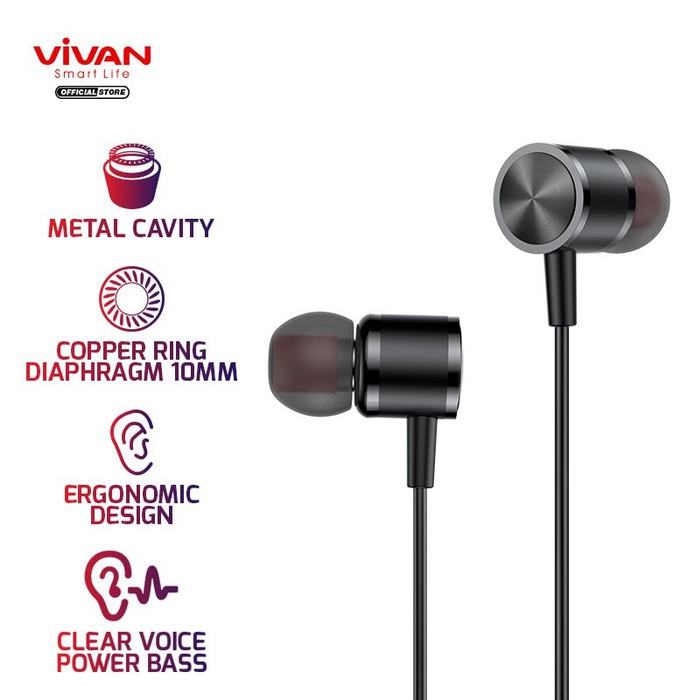 ViVAN
Smart Life
OFFICIAL STORE
METAL CAVITY
COPPER RING
DIAPHRAGM 10MM
ERGONOMIC
DESIGN
CLEAR VOICE
POWER BASS